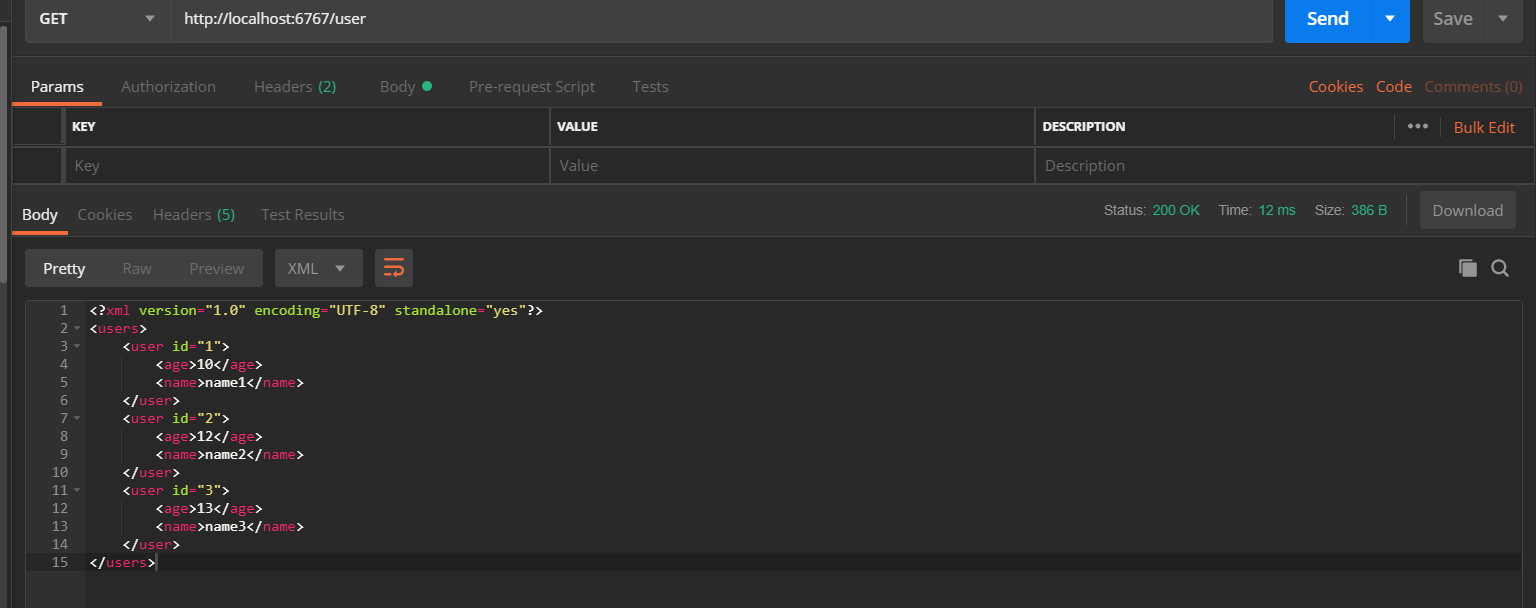 GET http://localhost:6767/user Send Save
Params Authorization Headers (2) Body Pre-request Script Tests Cookies Code Comments (0)
KEY VALUE DESCRIPTION Bulk Edit
Key Value Description
Body Cookies Headers (5) Test Results Status: 200 OK Time: 12 ms Size: 386 B Download
Pretty Raw Preview XML
1 <?xml version="1.0" encoding="UTF-8" standalone="yes"?>
2 <users>
3 <user id="1">
4 <age>10</age>
5 <name>name1</name>
6 </user>
7 <user id="2">
8 <age>12</age>
9 <name>name2</name>
10 </user>
11 <user id="3">
12 <age>13</age>
13 <name>name3</name>
14 </user>
15 </users>